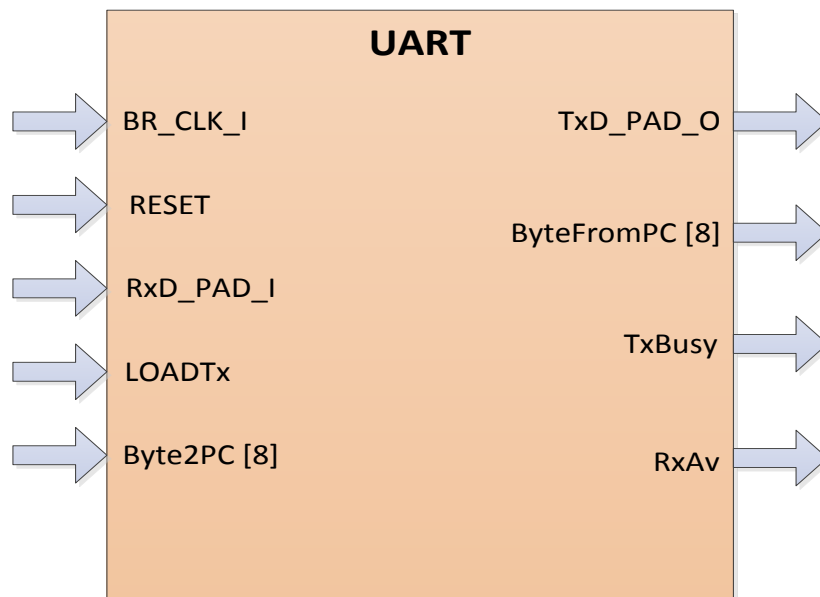 UART
BR_CLK_I
TxD_PAD_O
RESET
ByteFromPC [8]
RxD_PAD_I
TxBusy
LOADTx
Byte2PC [8]
RxAv